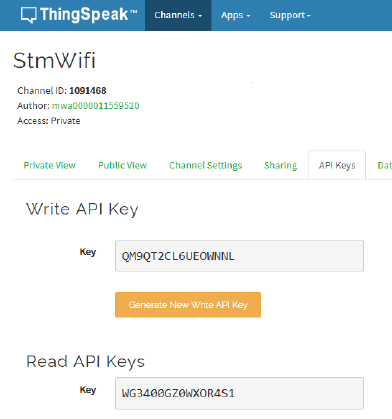 ThingSpeak™ Channels Apps Support
StmWifi
Channel ID: 1091468
Author: mwa0000011559520
Access: Private
Private View Public View Channel Settings Sharing API Keys Dat
Write API Key
Key QM9QT2CL6UEOWNNL
Generate New Write API Key
Read API Keys
Key WG3400GZ0WXOR4S1